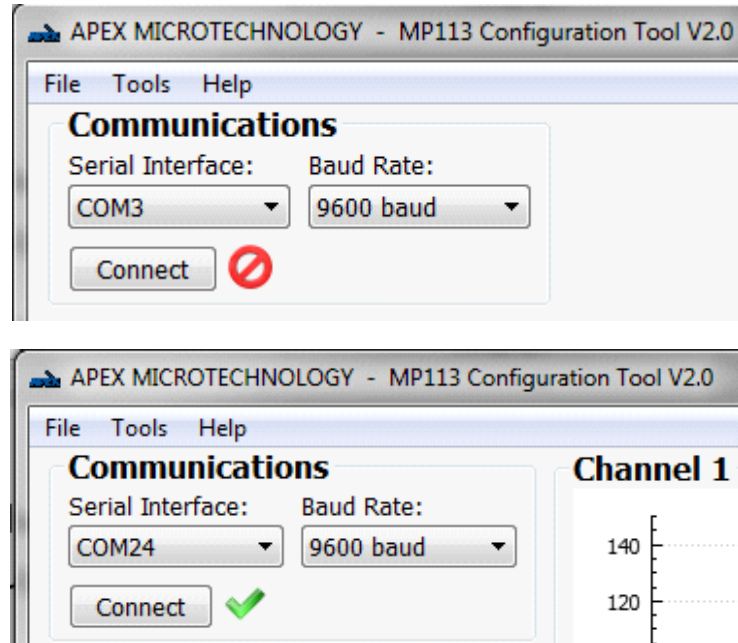 APEX MICROTECHNOLOGY - MP113 Configuration Tool V2.0
File Tools Help
Communications
Serial Interface: Baud Rate:
COM3 9600 baud
Connect
APEX MICROTECHNOLOGY - MP113 Configuration Tool V2.0
File Tools Help
Communications Channel 1
Serial Interface: Baud Rate:
COM24 9600 baud
140
Connect
120